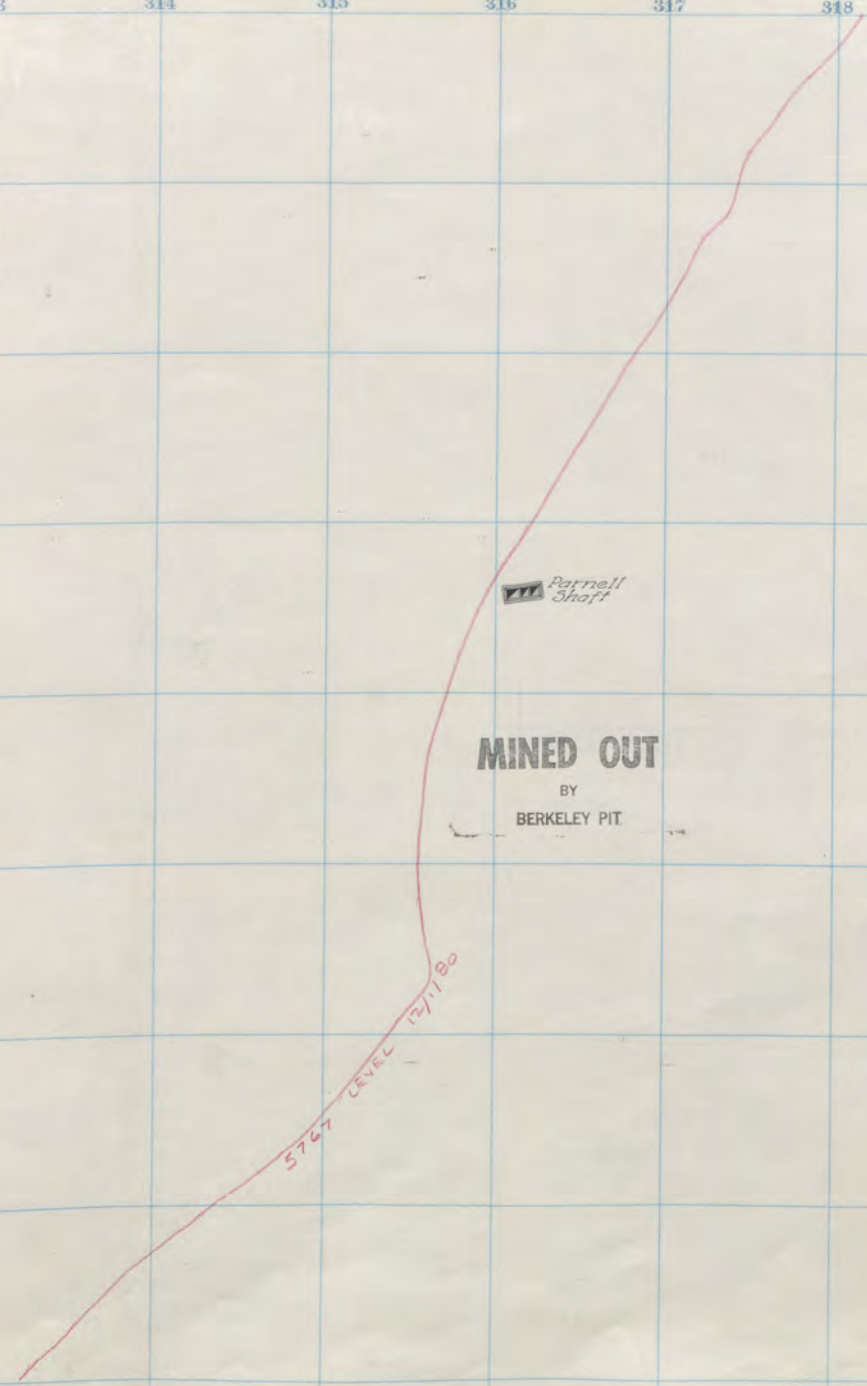 314 315 316 317 318
Parnell
Shaft
MINED OUT
BY
BERKELEY PIT
5767 LEVEL 12/1/80